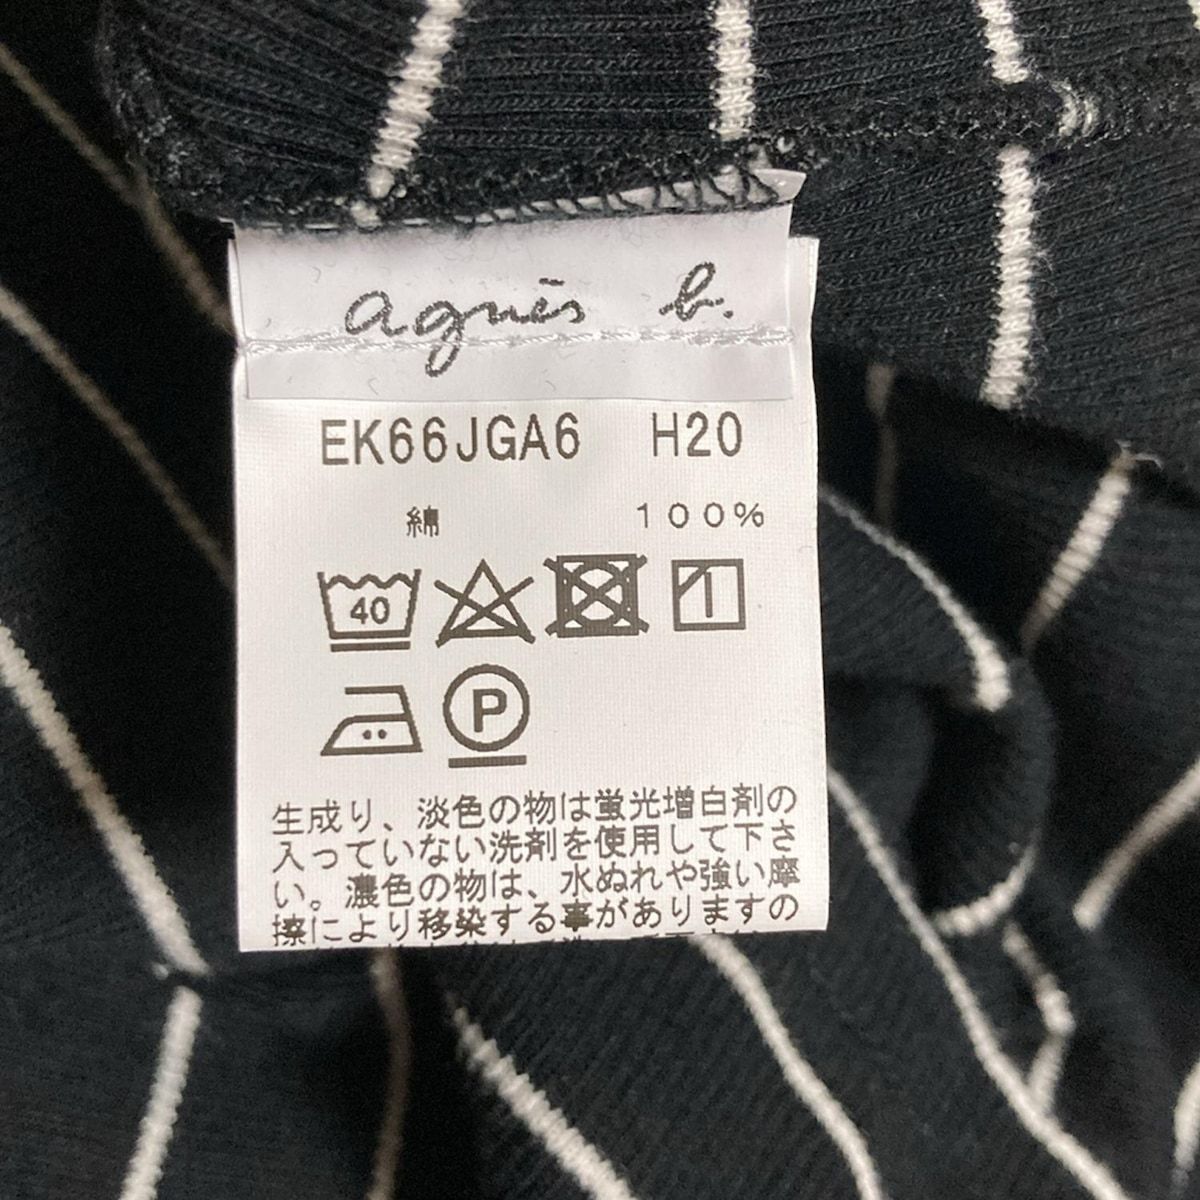 agnès b.
EK66JGA6 H20
綿 100%
40
P
生成り、淡色の物は蛍光増白剤の
入っていない洗剤を使用して下さ
い。濃色の物は、水ぬれや強い摩
擦により移染する事がありますの